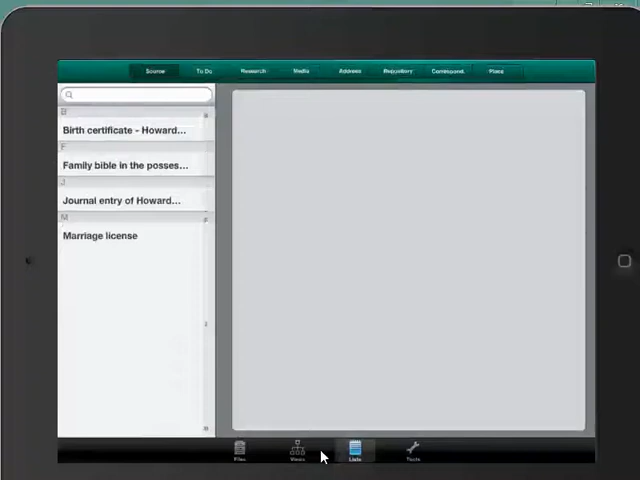 Source To Do Research Media Address Repository Correspond. Place
B
Birth certificate - Howard...
F
Family bible in the posses...
J
Journal entry of Howard...
M
Marriage license
Files Views Lists Tools